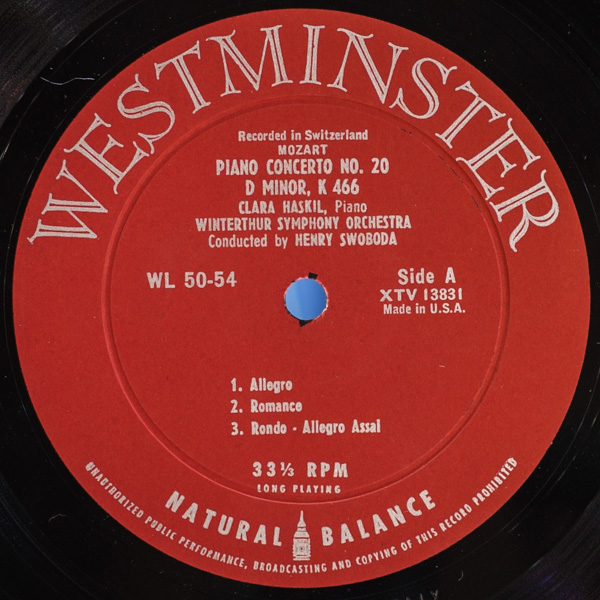 WESTMINSTER
Recorded in Switzerland
MOZART
PIANO CONCERTO NO. 20
D MINOR, K 466
CLARA HASKIL, Piano
WINTERTHUR SYMPHONY ORCHESTRA
Conducted by HENRY SWOBODA
WL 50-54
Side A
XTV 13831
Made in U.S.A.
1. Allegro
2. Romance
3. Rondo - Allegro Assai
33⅓ RPM
LONG PLAYING
NATURAL BALANCE
UNAUTHORIZED PUBLIC PERFORMANCE, BROADCASTING AND COPYING OF THIS RECORD PROHIBITED